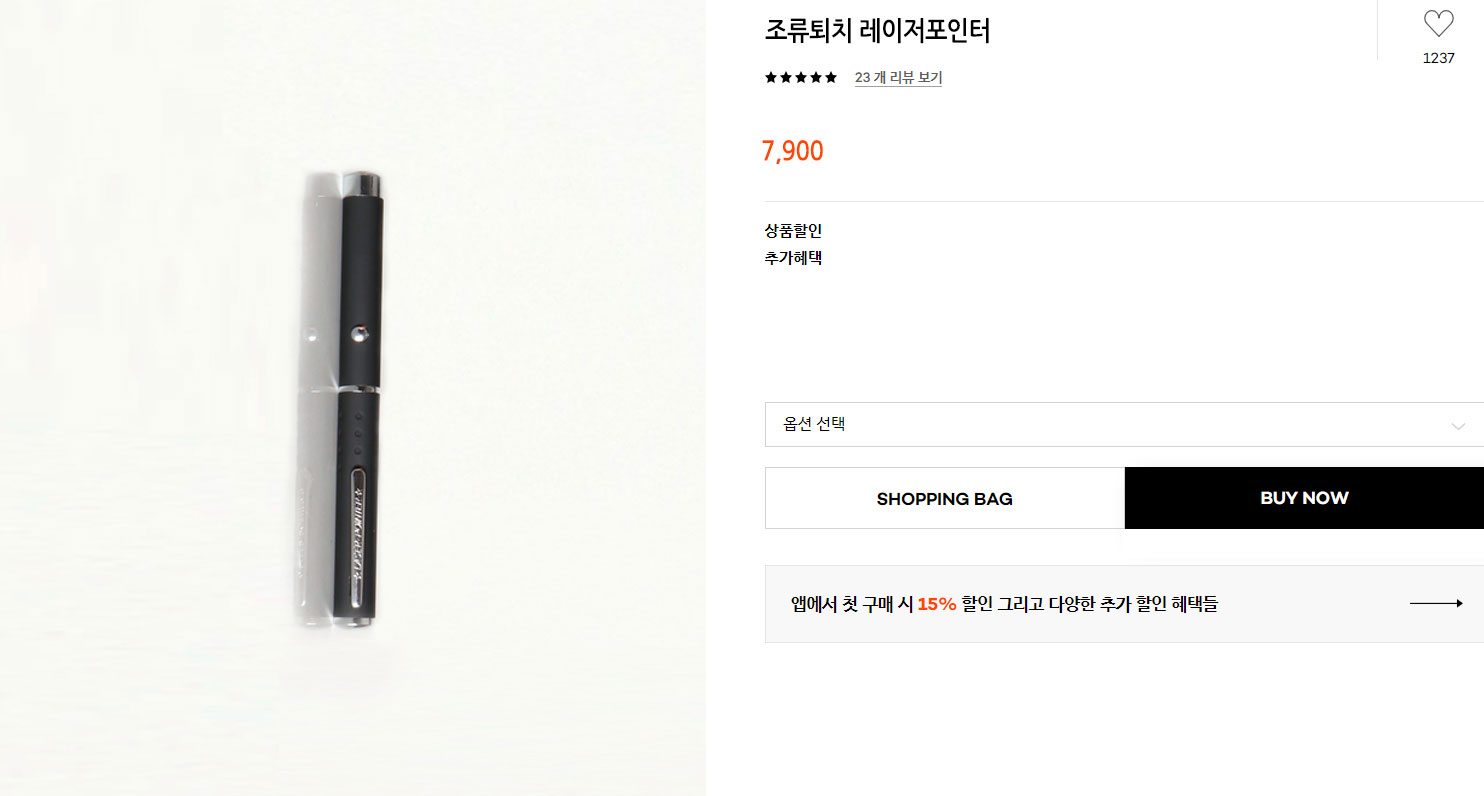 조류퇴치 레이저포인터
1237
23 개 리뷰 보기
7,900
상품할인
추가혜택
옵션 선택
SHOPPING BAG
BUY NOW
앱에서 첫 구매 시 15% 할인 그리고 다양한 추가 할인 혜택들
LASER POINTER